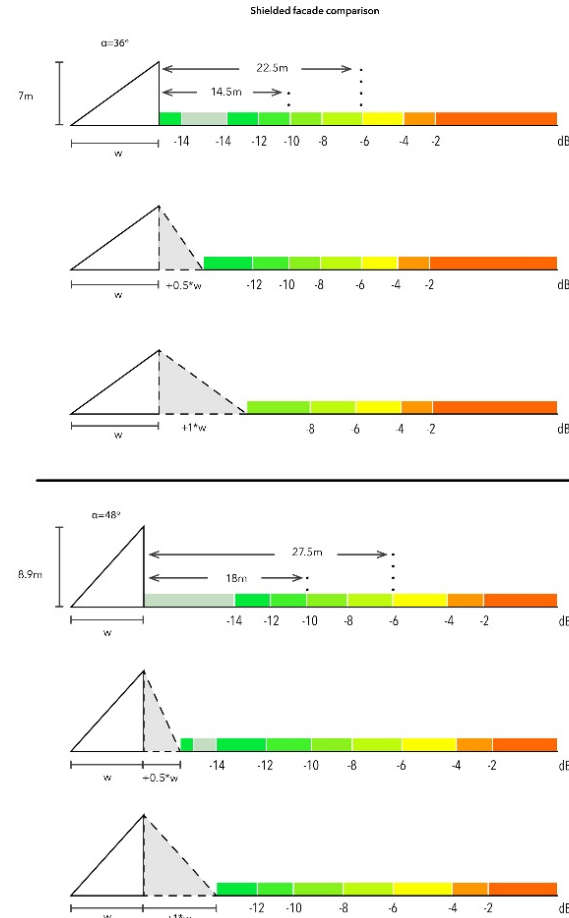 Shielded facade comparison
α=36°
22.5m
7m
14.5m
-14 -14 -12 -10 -8 -6 -4 -2 dB
w
-12 -10 -8 -6 -4 -2 dB
w +0.5*w
-8 -6 -4 -2 dB
w +1*w
α=48°
27.5m
8.9m
18m
-14 -12 -10 -8 -6 -4 -2 dB
w
-14 -12 -10 -8 -6 -4 -2 dB
w +0.5*w
-12 -10 -8 -6 -4 -2 dB
w +1*w